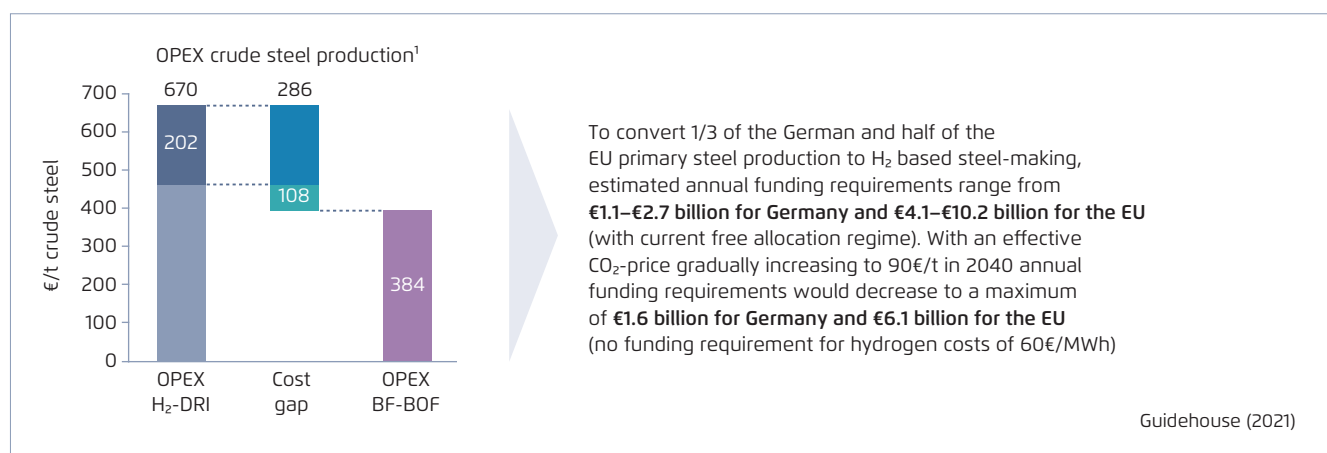 OPEX crude steel production¹
670
286
700
600
500
400
300
200
100
0
€/t crude steel
202
108
384
OPEX
H₂-DRI
Cost
gap
OPEX
BF-BOF
To convert 1/3 of the German and half of the
EU primary steel production to H₂ based steel-making,
estimated annual funding requirements range from
€1.1–€2.7 billion for Germany and €4.1–€10.2 billion for the EU
(with current free allocation regime). With an effective
CO₂-price gradually increasing to 90€/t in 2040 annual
funding requirements would decrease to a maximum
of €1.6 billion for Germany and €6.1 billion for the EU
(no funding requirement for hydrogen costs of 60€/MWh)
Guidehouse (2021)